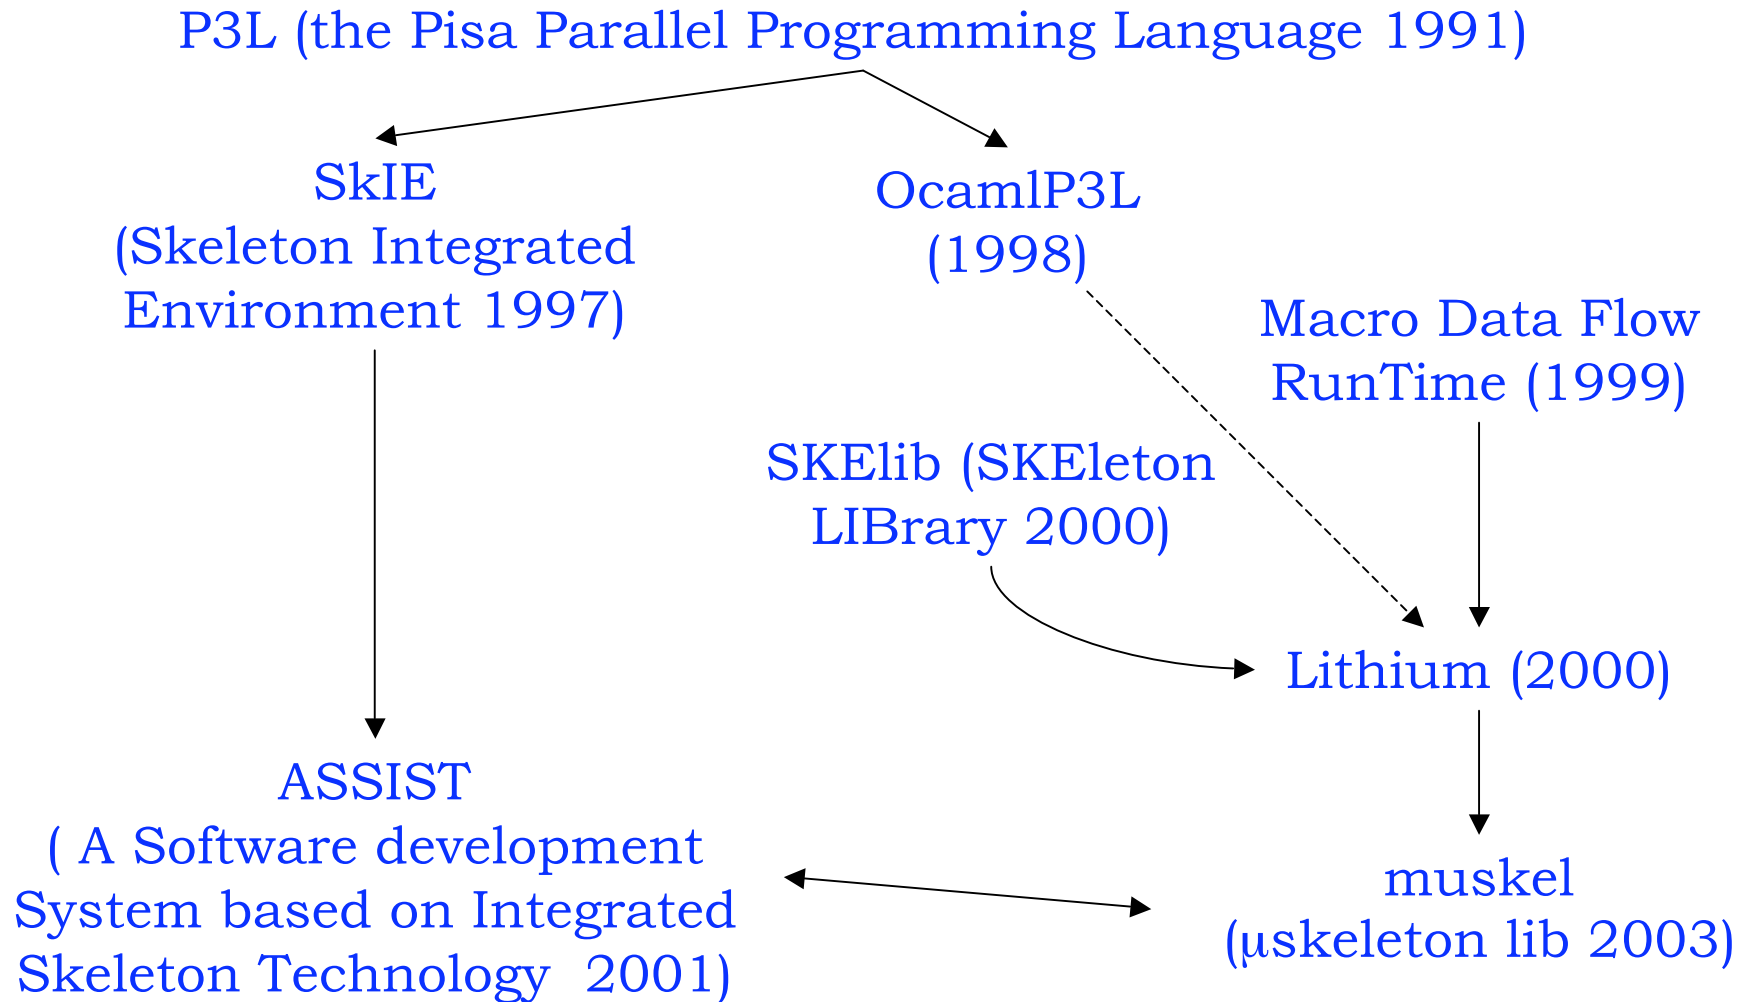 P3L (the Pisa Parallel Programming Language 1991)
SkIE
(Skeleton Integrated
Environment 1997)
OcamlP3L
(1998)
Macro Data Flow
RunTime (1999)
SKElib (SKEleton
LIBrary 2000)
Lithium (2000)
ASSIST
( A Software development
System based on Integrated
Skeleton Technology  2001)
muskel
(μskeleton lib 2003)